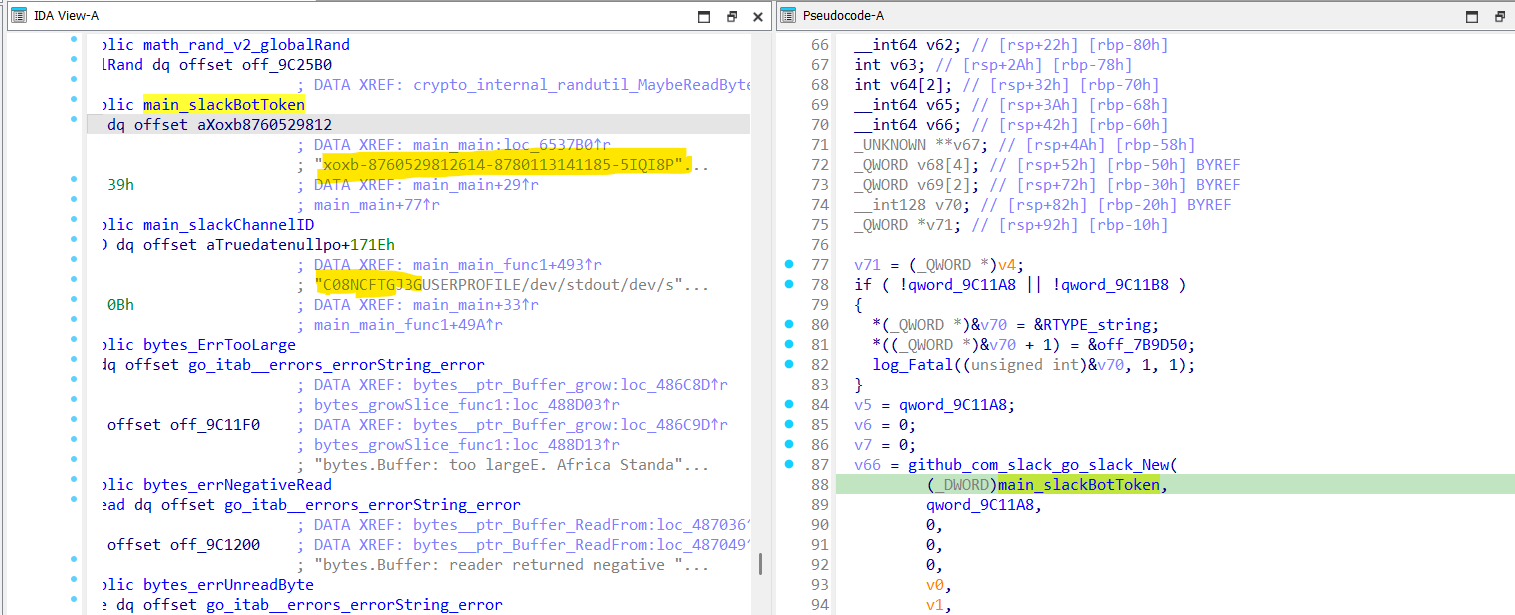 IDA View-A
blic math_rand_v2_globalRand
lRand dq offset off_9C25B0
; DATA XREF: crypto_internal_randutil_MaybeReadByte
blic main_slackBotToken
dq offset aXoxb8760529812
; DATA XREF: main_main:loc_6537B0↑r
; "xoxb-8760529812614-8780113141185-5IQI8P"...
39h ; DATA XREF: main_main+29↑r
; main_main+77↑r
blic main_slackChannelID
D dq offset aTruedatenullpo+171Eh
; DATA XREF: main_main_func1+493↑r
; "C08NCFTGJ3GUSERPROFILE/dev/stdout/dev/s"...
0Bh ; DATA XREF: main_main+33↑r
; main_main_func1+49A↑r
blic bytes_ErrTooLarge
dq offset go_itab__errors_errorString_error
; DATA XREF: bytes__ptr_Buffer_grow:loc_486C8D↑r
; bytes_growSlice_func1:loc_488D03↑r
offset off_9C11F0 ; DATA XREF: bytes__ptr_Buffer_grow:loc_486C9D↑r
; bytes_growSlice_func1:loc_488D13↑r
; "bytes.Buffer: too largeE. Africa Standa"...
blic bytes_errNegativeRead
ead dq offset go_itab__errors_errorString_error
; DATA XREF: bytes__ptr_Buffer_ReadFrom:loc_487036↑
offset off_9C1200 ; DATA XREF: bytes__ptr_Buffer_ReadFrom:loc_487049↑
; "bytes.Buffer: reader returned negative "...
blic bytes_errUnreadByte
e dq offset go_itab__errors_errorString_error
Pseudocode-A
66 __int64 v62; // [rsp+22h] [rbp-80h]
67 int v63; // [rsp+2Ah] [rbp-78h]
68 int v64[2]; // [rsp+32h] [rbp-70h]
69 __int64 v65; // [rsp+3Ah] [rbp-68h]
70 __int64 v66; // [rsp+42h] [rbp-60h]
71 _UNKNOWN **v67; // [rsp+4Ah] [rbp-58h]
72 _QWORD v68[4]; // [rsp+52h] [rbp-50h] BYREF
73 _QWORD v69[2]; // [rsp+72h] [rbp-30h] BYREF
74 __int128 v70; // [rsp+82h] [rbp-20h] BYREF
75 _QWORD *v71; // [rsp+92h] [rbp-10h]
76
77 v71 = (_QWORD *)v4;
78 if ( !qword_9C11A8 || !qword_9C11B8 )
79 {
80 *(_QWORD *)&v70 = &RTYPE_string;
81 *((_QWORD *)&v70 + 1) = &off_7B9D50;
82 log_Fatal((unsigned int)&v70, 1, 1);
83 }
84 v5 = qword_9C11A8;
85 v6 = 0;
86 v7 = 0;
87 v66 = github_com_slack_go_slack_New(
88 (_DWORD)main_slackBotToken,
89 qword_9C11A8,
90 0,
91 0,
92 0,
93 v0,
94 v1,